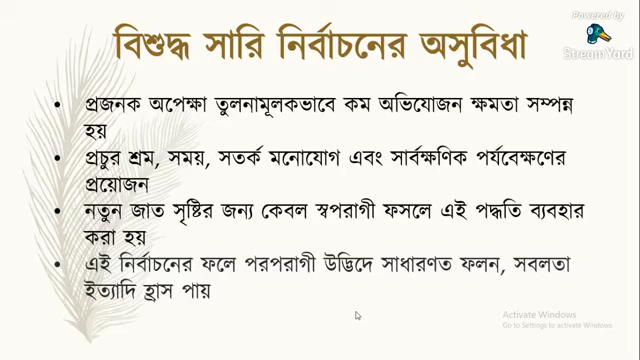 Powered by
StreamYard
বিশুদ্ধ সারি নির্বাচনের অসুবিধা
• প্রজনক অপেক্ষা তুলনামূলকভাবে কম অভিযোজন ক্ষমতা সম্পন্ন
হয়
• প্রচুর শ্রম, সময়, সতর্ক মনোযোগ এবং সার্বক্ষণিক পর্যবেক্ষণের
প্রয়োজন
• নতুন জাত সৃষ্টির জন্য কেবল স্বপরাগী ফসলে এই পদ্ধতি ব্যবহার
করা হয়
• এই নির্বাচনের ফলে পরপরাগী উদ্ভিদে সাধারণত ফলন, সবলতা
ইত্যাদি হ্রাস পায়
Activate Windows
Go to Settings to activate Windows.